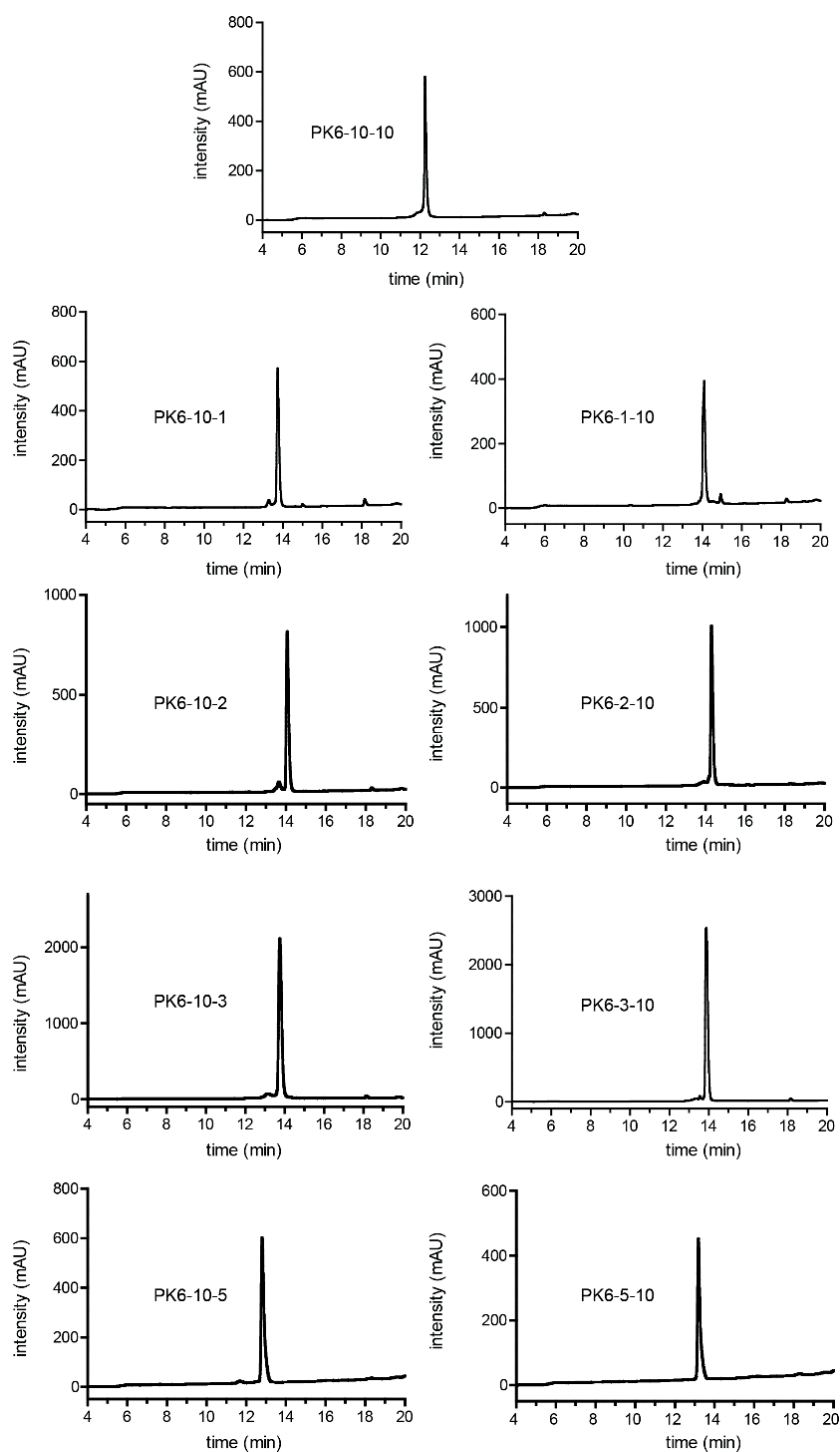 800
600
400
200
0
intensity (mAU)
PK6-10-10
4 6 8 10 12 14 16 18 20
time (min)
800
600
400
200
0
intensity (mAU)
PK6-10-1
4 6 8 10 12 14 16 18 20
time (min)
600
400
200
0
intensity (mAU)
PK6-1-10
4 6 8 10 12 14 16 18 20
time (min)
1000
500
0
intensity (mAU)
PK6-10-2
4 6 8 10 12 14 16 18 20
time (min)
1000
500
0
intensity (mAU)
PK6-2-10
4 6 8 10 12 14 16 18 20
time (min)
2000
1000
0
intensity (mAU)
PK6-10-3
4 6 8 10 12 14 16 18 20
time (min)
3000
2000
1000
0
intensity (mAU)
PK6-3-10
4 6 8 10 12 14 16 18 20
time (min)
800
600
400
200
0
intensity (mAU)
PK6-10-5
4 6 8 10 12 14 16 18 20
time (min)
600
400
200
0
intensity (mAU)
PK6-5-10
4 6 8 10 12 14 16 18 20
time (min)